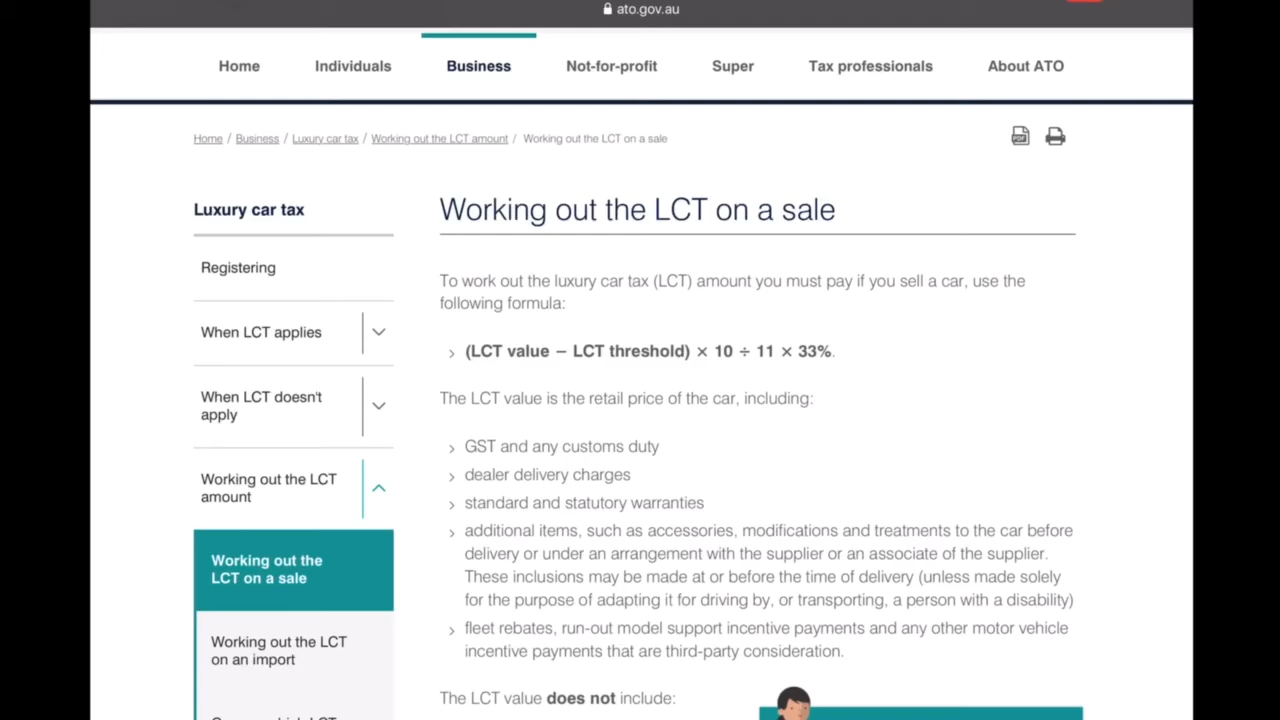 ato.gov.au
Home Individuals Business Not-for-profit Super Tax professionals About ATO
Home / Business / Luxury car tax / Working out the LCT amount / Working out the LCT on a sale
PDF
Luxury car tax
Registering
When LCT applies
When LCT doesn't
apply
Working out the LCT
amount
Working out the
LCT on a sale
Working out the LCT
on an import
Working out the LCT on a sale
To work out the luxury car tax (LCT) amount you must pay if you sell a car, use the
following formula:
› (LCT value − LCT threshold) × 10 ÷ 11 × 33%.
The LCT value is the retail price of the car, including:
› GST and any customs duty
› dealer delivery charges
› standard and statutory warranties
› additional items, such as accessories, modifications and treatments to the car before
delivery or under an arrangement with the supplier or an associate of the supplier.
These inclusions may be made at or before the time of delivery (unless made solely
for the purpose of adapting it for driving by, or transporting, a person with a disability)
› fleet rebates, run-out model support incentive payments and any other motor vehicle
incentive payments that are third-party consideration.
The LCT value does not include: